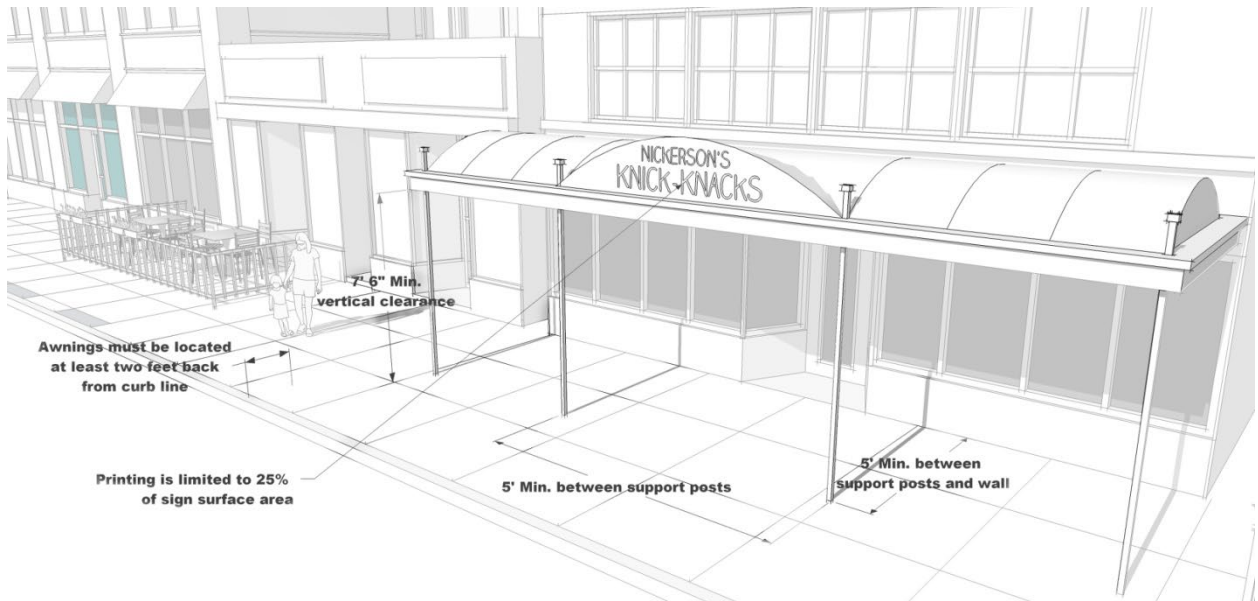 NICKERSON'S
KNICK-KNACKS
7' 6" Min.
vertical clearance
Awnings must be located
at least two feet back
from curb line
Printing is limited to 25%
of sign surface area
5' Min. between support posts
5' Min. between
support posts and wall